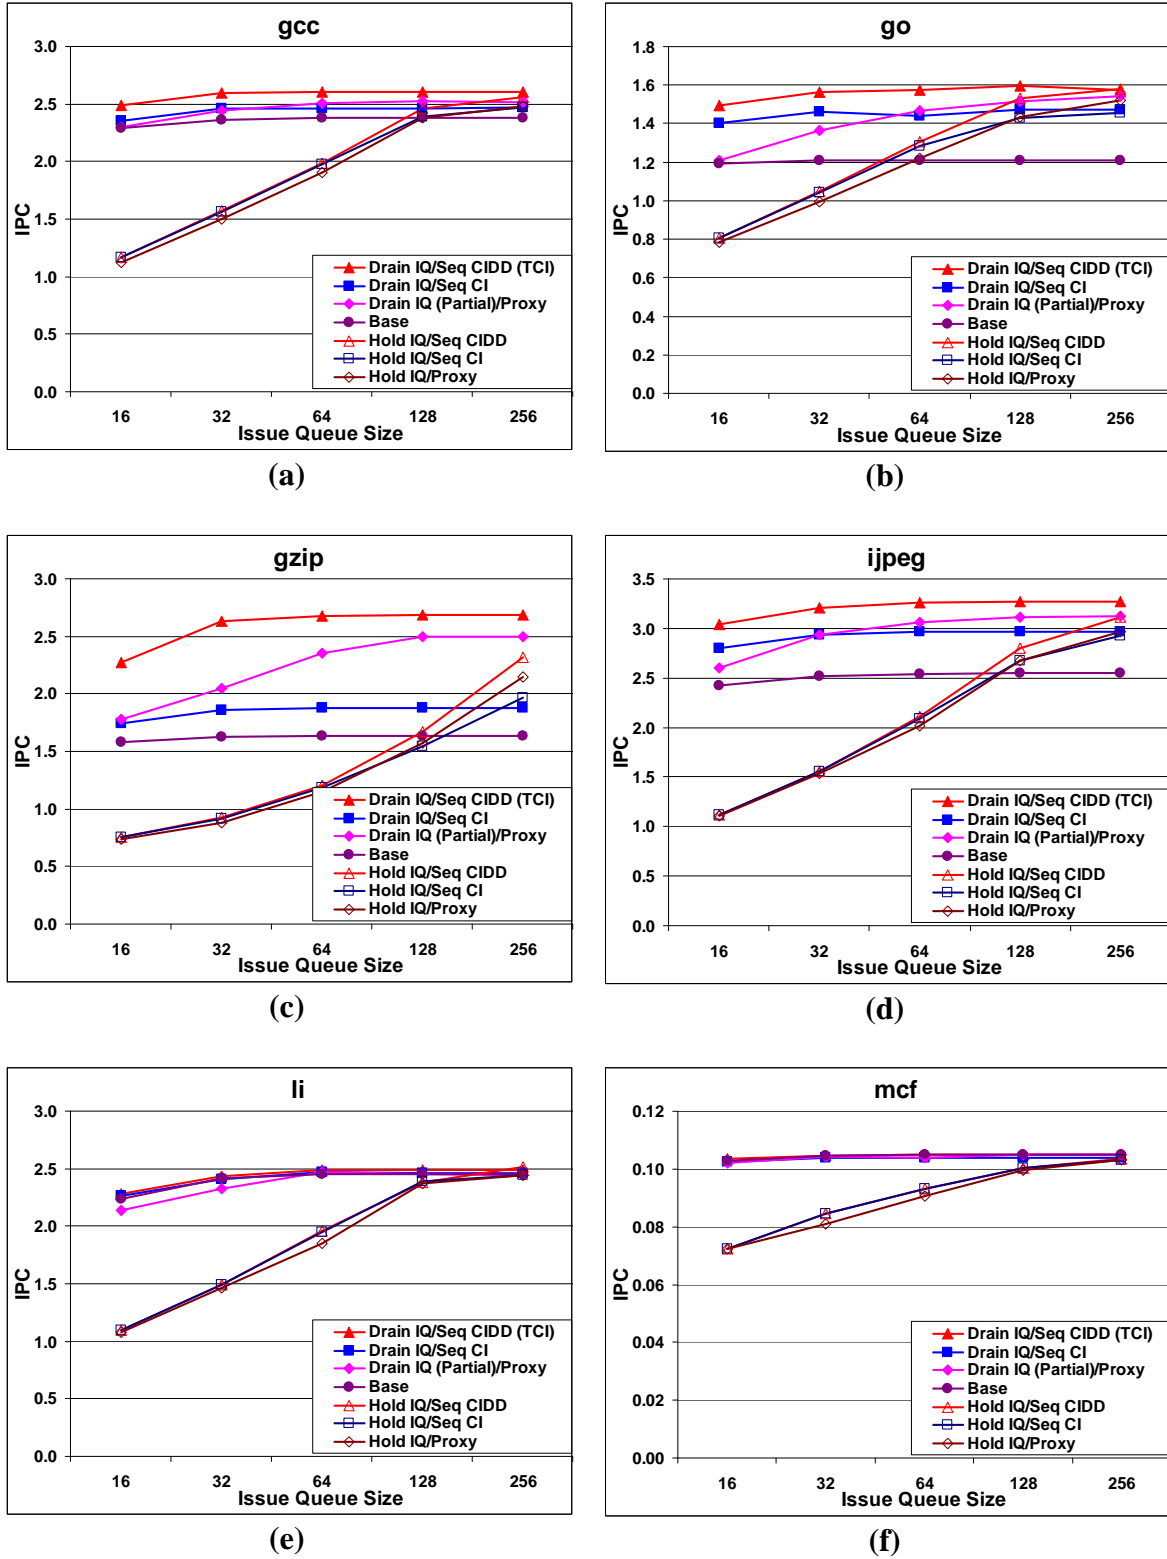 gcc
3.0
2.5
2.0
1.5
1.0
0.5
0.0
IPC
16 32 64 128 256
Issue Queue Size
Drain IQ/Seq CIDD (TCI)
Drain IQ/Seq CI
Drain IQ (Partial)/Proxy
Base
Hold IQ/Seq CIDD
Hold IQ/Seq CI
Hold IQ/Proxy
(a)
go
1.8
1.6
1.4
1.2
1.0
0.8
0.6
0.4
0.2
0.0
IPC
16 32 64 128 256
Issue Queue Size
Drain IQ/Seq CIDD (TCI)
Drain IQ/Seq CI
Drain IQ (Partial)/Proxy
Base
Hold IQ/Seq CIDD
Hold IQ/Seq CI
Hold IQ/Proxy
(b)
gzip
3.0
2.5
2.0
1.5
1.0
0.5
0.0
IPC
16 32 64 128 256
Issue Queue Size
Drain IQ/Seq CIDD (TCI)
Drain IQ/Seq CI
Drain IQ (Partial)/Proxy
Base
Hold IQ/Seq CIDD
Hold IQ/Seq CI
Hold IQ/Proxy
(c)
ijpeg
3.5
3.0
2.5
2.0
1.5
1.0
0.5
0.0
IPC
16 32 64 128 256
Issue Queue Size
Drain IQ/Seq CIDD (TCI)
Drain IQ/Seq CI
Drain IQ (Partial)/Proxy
Base
Hold IQ/Seq CIDD
Hold IQ/Seq CI
Hold IQ/Proxy
(d)
li
3.0
2.5
2.0
1.5
1.0
0.5
0.0
IPC
16 32 64 128 256
Issue Queue Size
Drain IQ/Seq CIDD (TCI)
Drain IQ/Seq CI
Drain IQ (Partial)/Proxy
Base
Hold IQ/Seq CIDD
Hold IQ/Seq CI
Hold IQ/Proxy
(e)
mcf
0.12
0.10
0.08
0.06
0.04
0.02
0.00
IPC
16 32 64 128 256
Issue Queue Size
Drain IQ/Seq CIDD (TCI)
Drain IQ/Seq CI
Drain IQ (Partial)/Proxy
Base
Hold IQ/Seq CIDD
Hold IQ/Seq CI
Hold IQ/Proxy
(f)